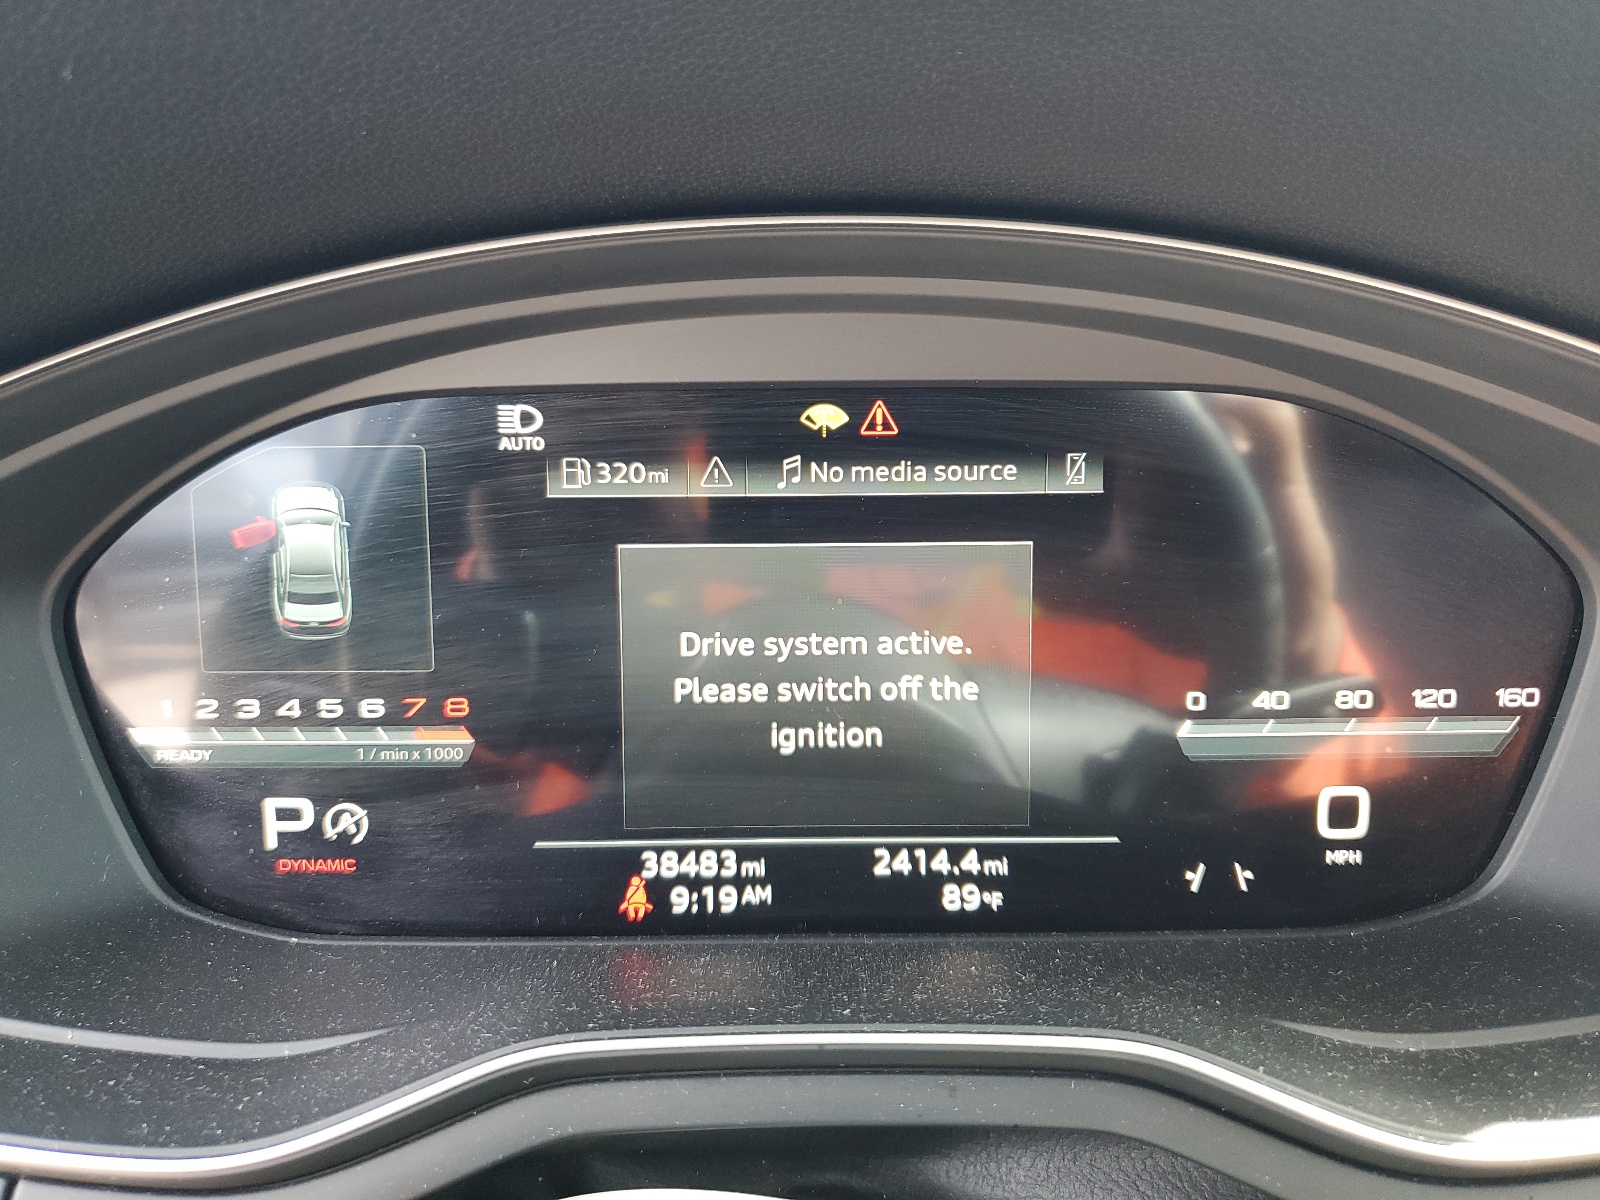 AUTO
320mi
No media source
Drive system active.
Please switch off the
ignition
1 2 3 4 5 6 7 8
READY 1 / min x 1000
0 40 80 120 160
P
DYNAMIC
0
MPH
38483mi 2414.4mi
9:19AM 89°F